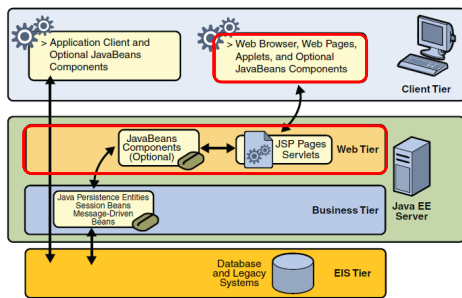 > Application Client and
Optional JavaBeans
Components
> Web Browser, Web Pages,
Applets, and Optional
JavaBeans Components
Client Tier
JavaBeans
Components
(Optional)
JSP Pages
Servlets
Web Tier
Java Persistence Entities
Session Beans
Message-Driven
Beans
Business Tier
Java EE
Server
Database
and Legacy
Systems
EIS Tier